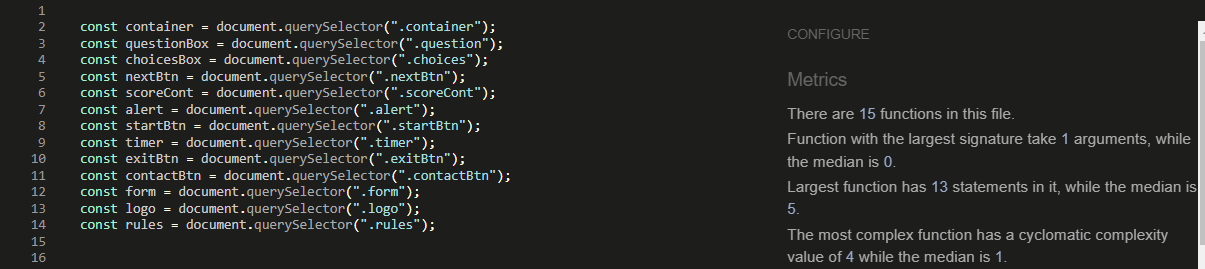 1
2 const container = document.querySelector(".container");
3 const questionBox = document.querySelector(".question");
4 const choicesBox = document.querySelector(".choices");
5 const nextBtn = document.querySelector(".nextBtn");
6 const scoreCont = document.querySelector(".scoreCont");
7 const alert = document.querySelector(".alert");
8 const startBtn = document.querySelector(".startBtn");
9 const timer = document.querySelector(".timer");
10 const exitBtn = document.querySelector(".exitBtn");
11 const contactBtn = document.querySelector(".contactBtn");
12 const form = document.querySelector(".form");
13 const logo = document.querySelector(".logo");
14 const rules = document.querySelector(".rules");
15
16
CONFIGURE
Metrics
There are 15 functions in this file.
Function with the largest signature take 1 arguments, while
the median is 0.
Largest function has 13 statements in it, while the median is
5.
The most complex function has a cyclomatic complexity
value of 4 while the median is 1.